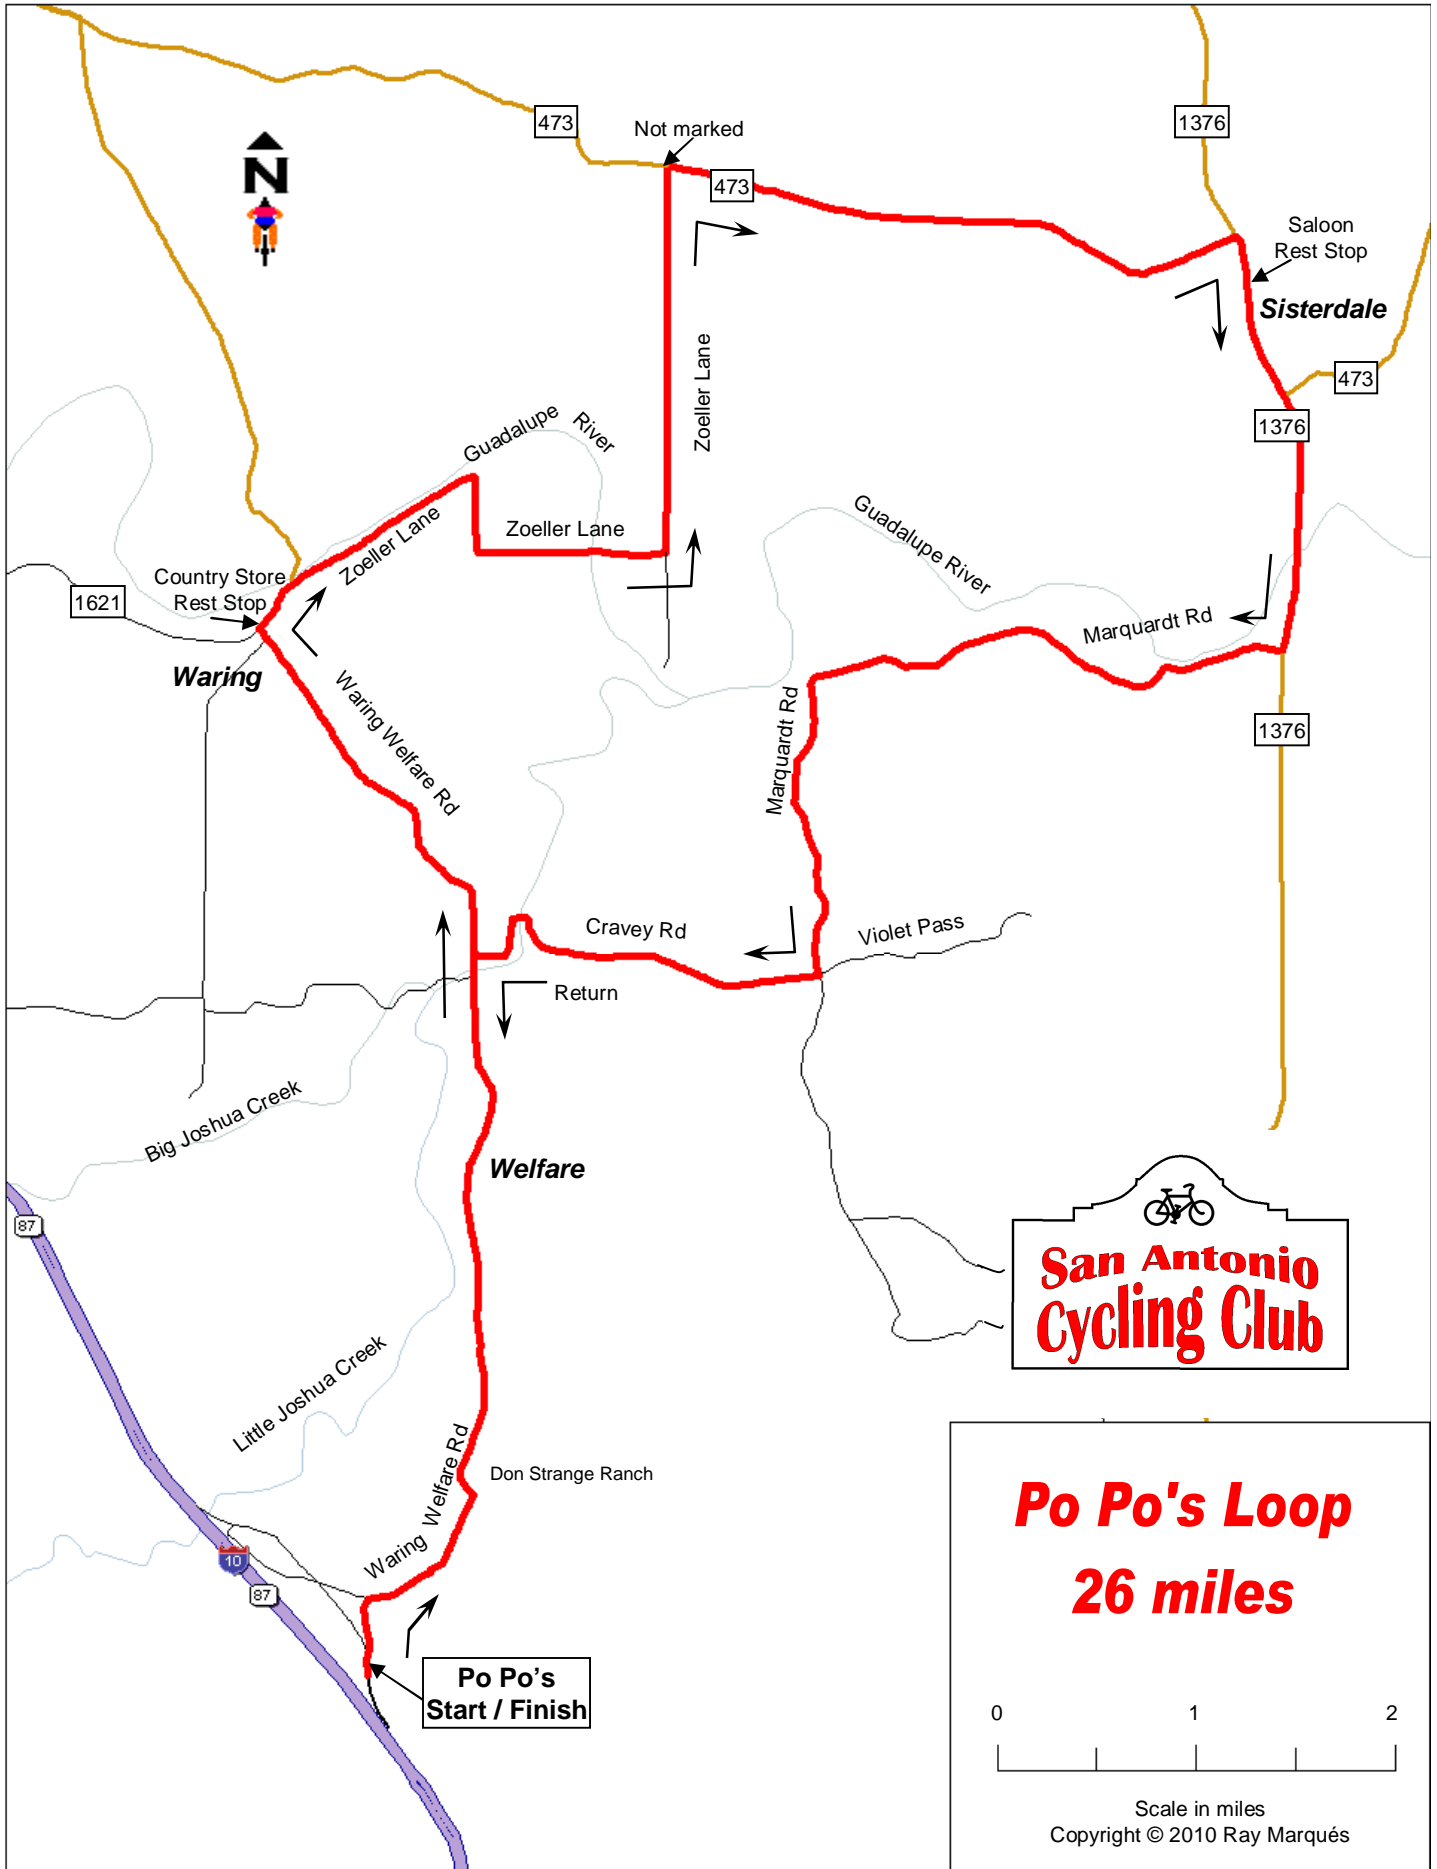 473
Not marked
473
1376
N
Saloon
Rest Stop
Sisterdale
473
1376
Zoeller Lane
Guadalupe
River
Zoeller Lane
Zoeller Lane
Guadalupe River
Country Store
Rest Stop
1621
Waring
Marquardt Rd
Waring Welfare Rd
Marquardt Rd
1376
Cravey Rd
Violet Pass
Return
Big Joshua Creek
Welfare
87
San Antonio
Cycling Club
Little Joshua Creek
Waring Welfare Rd
Don Strange Ranch
10
87
Po Po's
Start / Finish
Po Po's Loop
26 miles
0 1 2
Scale in miles
Copyright © 2010 Ray Marqués